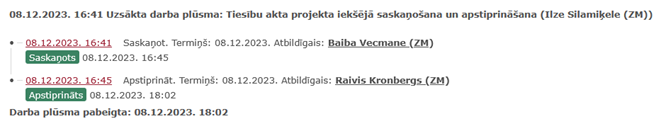 08.12.2023. 16:41 Uzsākta darba plūsma: Tiesību akta projekta iekšējā saskaņošana un apstiprināšana (Ilze Silamiķele (ZM))
08.12.2023. 16:41 Saskaņot. Termiņš: 08.12.2023. Atbildīgais: Baiba Vecmane (ZM)
Saskaņots 08.12.2023. 16:45
08.12.2023. 16:45 Apstiprināt. Termiņš: 08.12.2023. Atbildīgais: Raivis Kronbergs (ZM)
Apstiprināts 08.12.2023. 18:02
Darba plūsma pabeigta: 08.12.2023. 18:02